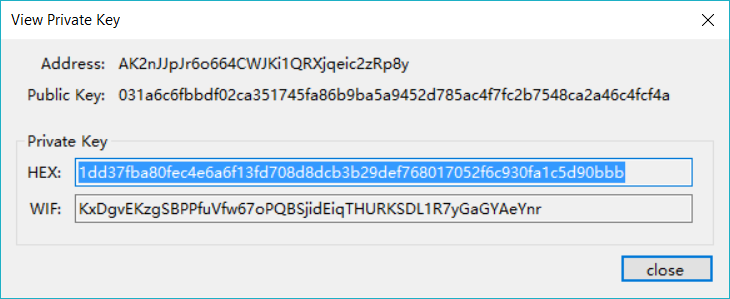 View Private Key
Address: AK2nJJpJr6o664CWJKi1QRXjqeic2zRp8y
Public Key: 031a6c6fbbdf02ca351745fa86b9ba5a9452d785ac4f7fc2b7548ca2a46c4fcf4a
Private Key
HEX: 1dd37fba80fec4e6a6f13fd708d8dcb3b29def768017052f6c930fa1c5d90bbb
WIF: KxDgvEKzgSBPPfuVfw67oPQBSjidEiqTHURKSDL1R7yGaGYAeYnr
close